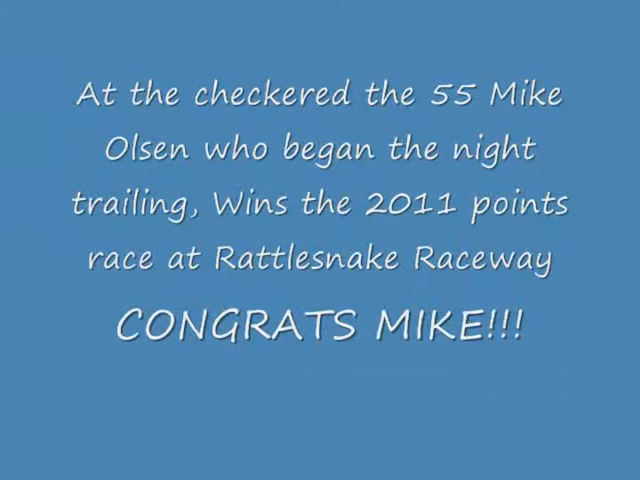 At the checkered the 55 Mike
Olsen who began the night
trailing, Wins the 2011 points
race at Rattlesnake Raceway
CONGRATS MIKE!!!